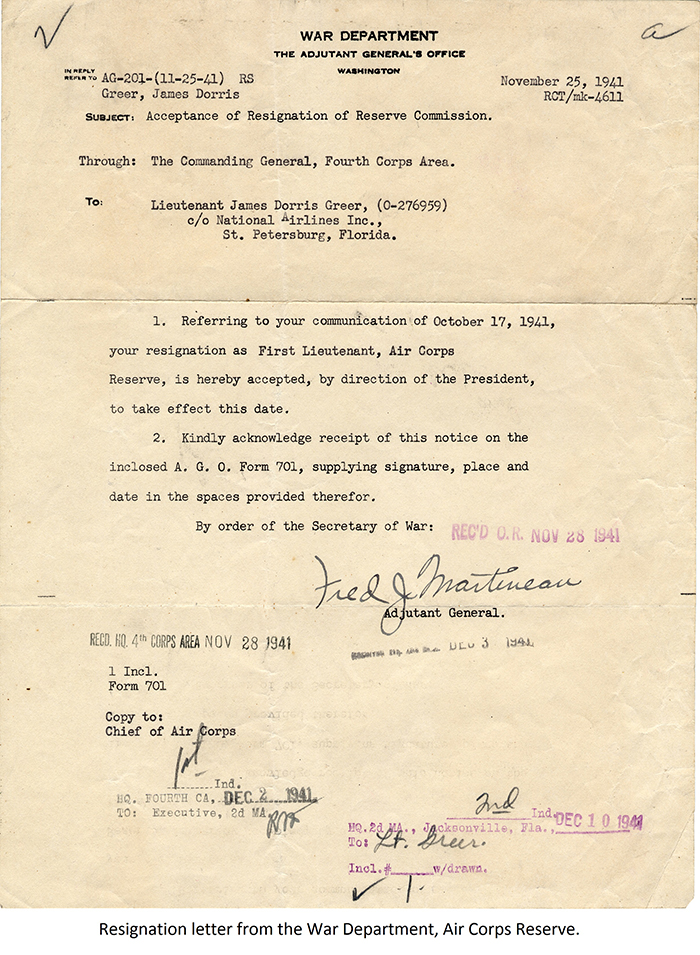 WAR DEPARTMENT
THE ADJUTANT GENERAL'S OFFICE
WASHINGTON
a
IN REPLY
REFER TO AG-201-(11-25-41) RS
Greer, James Dorris
November 25, 1941
RCT/mk-4611
SUBJECT: Acceptance of Resignation of Reserve Commission.
Through: The Commanding General, Fourth Corps Area.
To: Lieutenant James Dorris Greer, (O-276959)
c/o National Airlines Inc.,
St. Petersburg, Florida.
1. Referring to your communication of October 17, 1941,
your resignation as First Lieutenant, Air Corps
Reserve, is hereby accepted, by direction of the President,
to take effect this date.
2. Kindly acknowledge receipt of this notice on the
inclosed A. G. O. Form 701, supplying signature, place and
date in the spaces provided therefor.
By order of the Secretary of War:
REC'D O.R. NOV 28 1941
Fred J. Martineau
Adjutant General.
RECD. HQ. 4th CORPS AREA NOV 28 1941
DEC 3 1941
1 Incl.
Form 701
Copy to:
Chief of Air Corps
1st Ind.
HQ. FOURTH CA, DEC 2 1941
TO: Executive, 2d MA
2nd Ind.
HQ.2d MA., Jacksonville, Fla., DEC 10 1941
To: Lt. Greer.
Incl.# w/drawn.
1.
Resignation letter from the War Department, Air Corps Reserve.